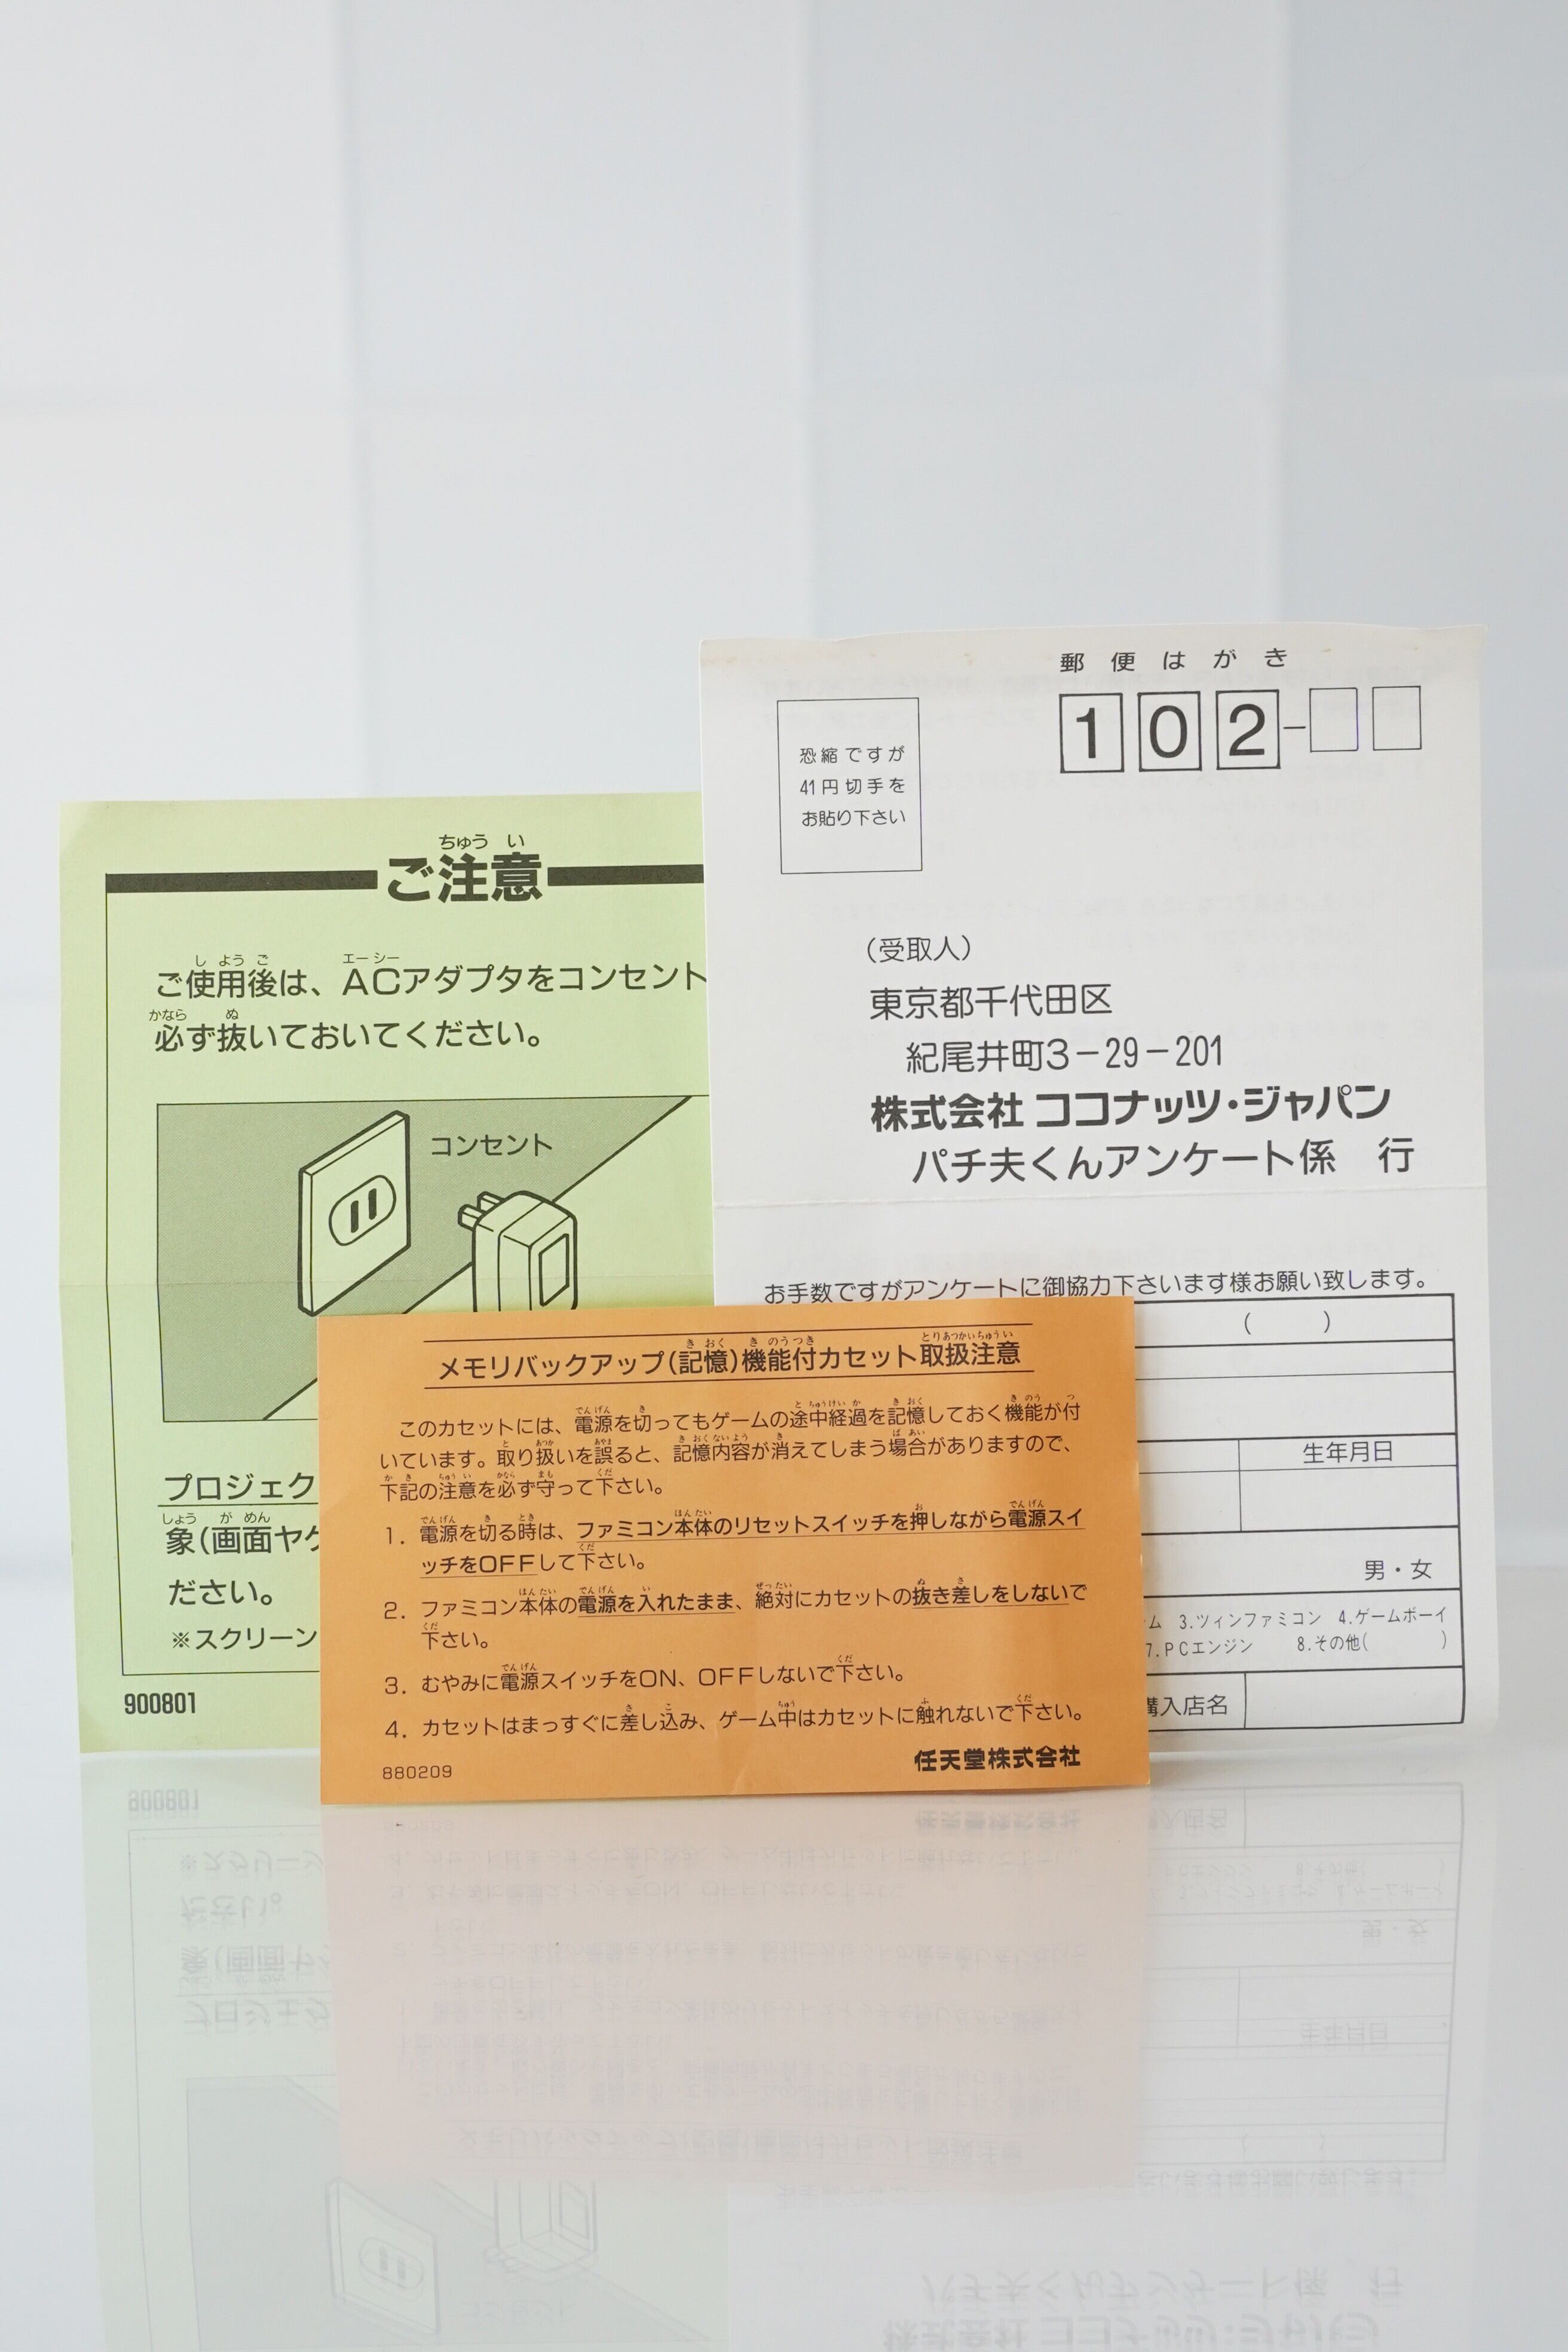 ご注意
ご使用後は、ACアダプタをコンセント
必ず抜いておいてください。
コンセント
プロジェク
象(画面ヤケ
ださい。
※スクリーン
900801
郵便はがき
102-
恐縮ですが
41円切手を
お貼り下さい
(受取人)
東京都千代田区
紀尾井町3-29-201
株式会社 ココナッツ・ジャパン
パチ夫くんアンケート係 行
お手数ですがアンケートに御協力下さいます様お願い致します。
( )
生年月日
男・女
ム 3.ツィンファミコン 4.ゲームボーイ
7.PCエンジン 8.その他( )
購入店名
メモリバックアップ(記憶)機能付カセット取扱注意
このカセットには、電源を切ってもゲームの途中経過を記憶しておく機能が付
いています。取り扱いを誤ると、記憶内容が消えてしまう場合がありますので、
下記の注意を必ず守って下さい。
1. 電源を切る時は、ファミコン本体のリセットスイッチを押しながら電源スイ
ッチをOFFして下さい。
2. ファミコン本体の電源を入れたまま、絶対にカセットの抜き差しをしないで
下さい。
3. むやみに電源スイッチをON、OFFしないで下さい。
4. カセットはまっすぐに差し込み、ゲーム中はカセットに触れないで下さい。
880209
任天堂株式会社